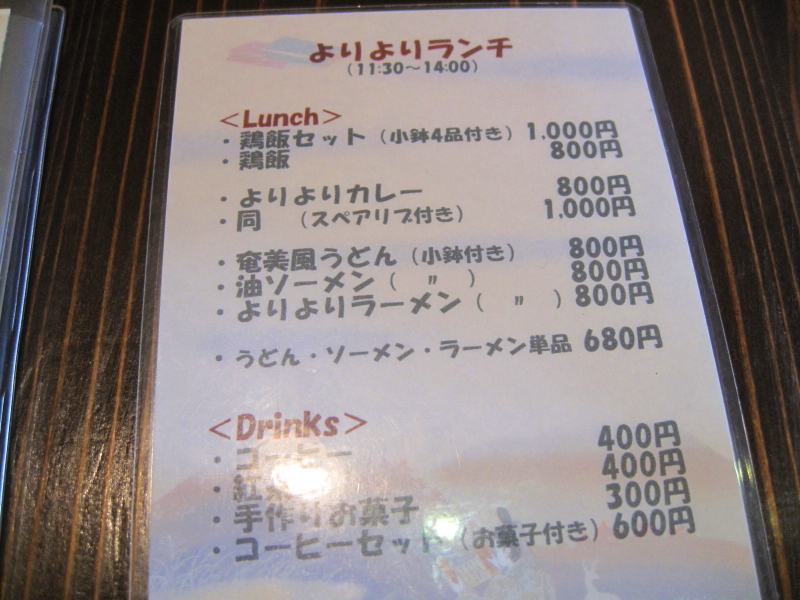 よりよりランチ
(11:30～14:00)
<Lunch>
・鶏飯セット（小鉢4品付き） 1,000円
・鶏飯 800円
・よりよりカレー 800円
・同 （スペアリブ付き） 1,000円
・奄美風うどん（小鉢付き） 800円
・油ソーメン（ 〃 ） 800円
・よりよりラーメン（ 〃 ） 800円
・うどん・ソーメン・ラーメン単品 680円
<Drinks>
・コーヒー 400円
・紅茶 400円
・手作りお菓子 300円
・コーヒーセット（お菓子付き） 600円